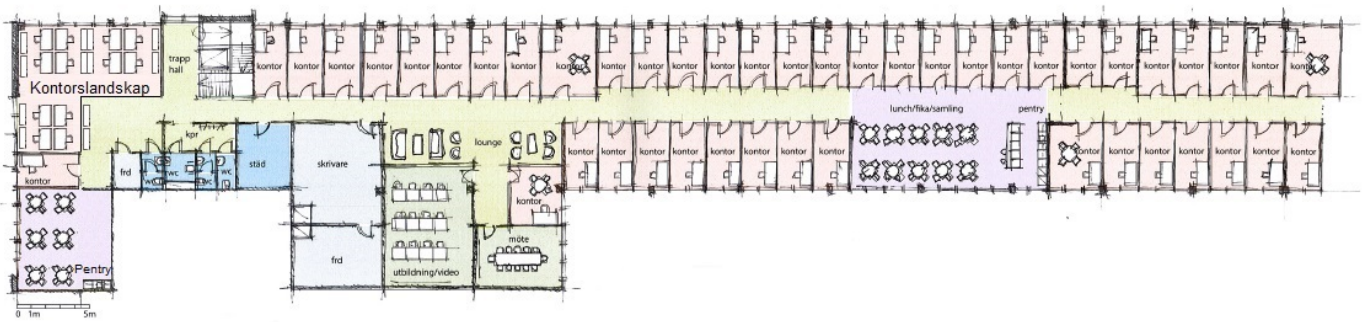 trapp
hall
kontor kontor kontor kontor kontor kontor kontor kontor kontor kontor kontor kontor kontor kontor kontor kontor kontor kontor kontor kontor kontor kontor kontor kontor kontor kontor kontor kontor kontor
Kontorslandskap
lunch/fika/samling pentry
kpr
lounge
kontor kontor kontor kontor kontor kontor kontor kontor
kontor kontor kontor kontor kontor kontor kontor
frd wc wc wc wc städ
skrivare
kontor
kontor
möte
frd
Pentry
utbildning/video
0 1m 5m